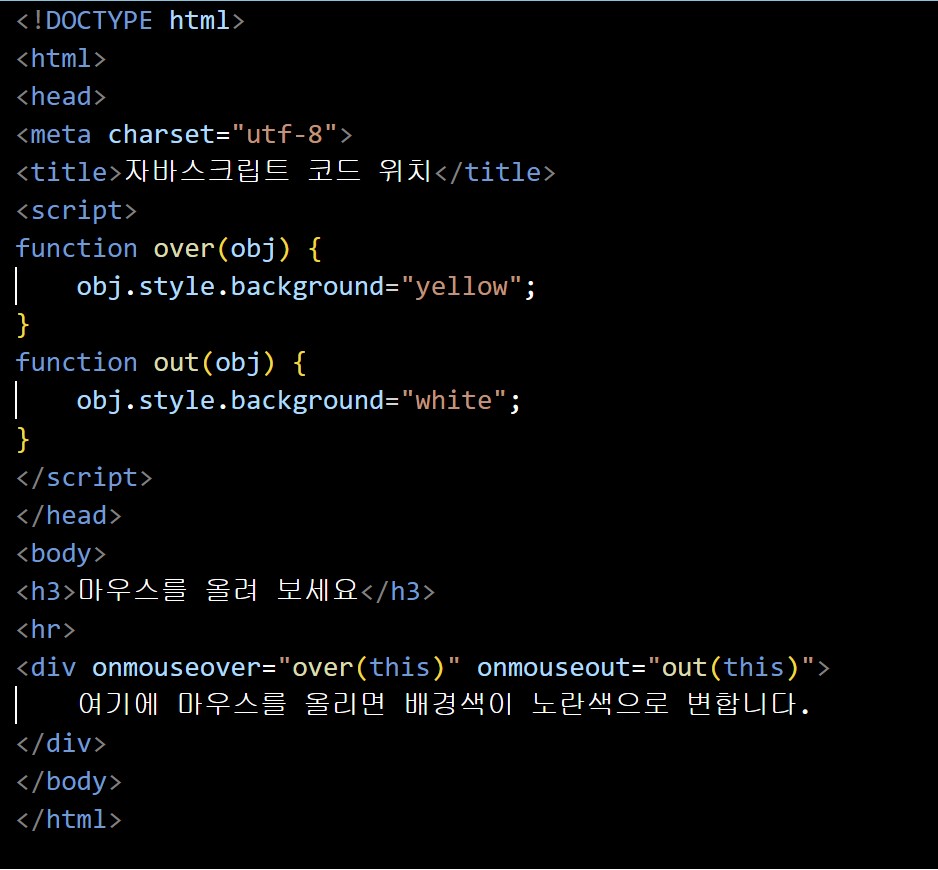 <!DOCTYPE html>
<html>
<head>
<meta charset="utf-8">
<title>자바스크립트 코드 위치</title>
<script>
function over(obj) {
    obj.style.background="yellow";
}
function out(obj) {
    obj.style.background="white";
}
</script>
</head>
<body>
<h3>마우스를 올려 보세요</h3>
<hr>
<div onmouseover="over(this)" onmouseout="out(this)">
    여기에 마우스를 올리면 배경색이 노란색으로 변합니다.
</div>
</body>
</html>